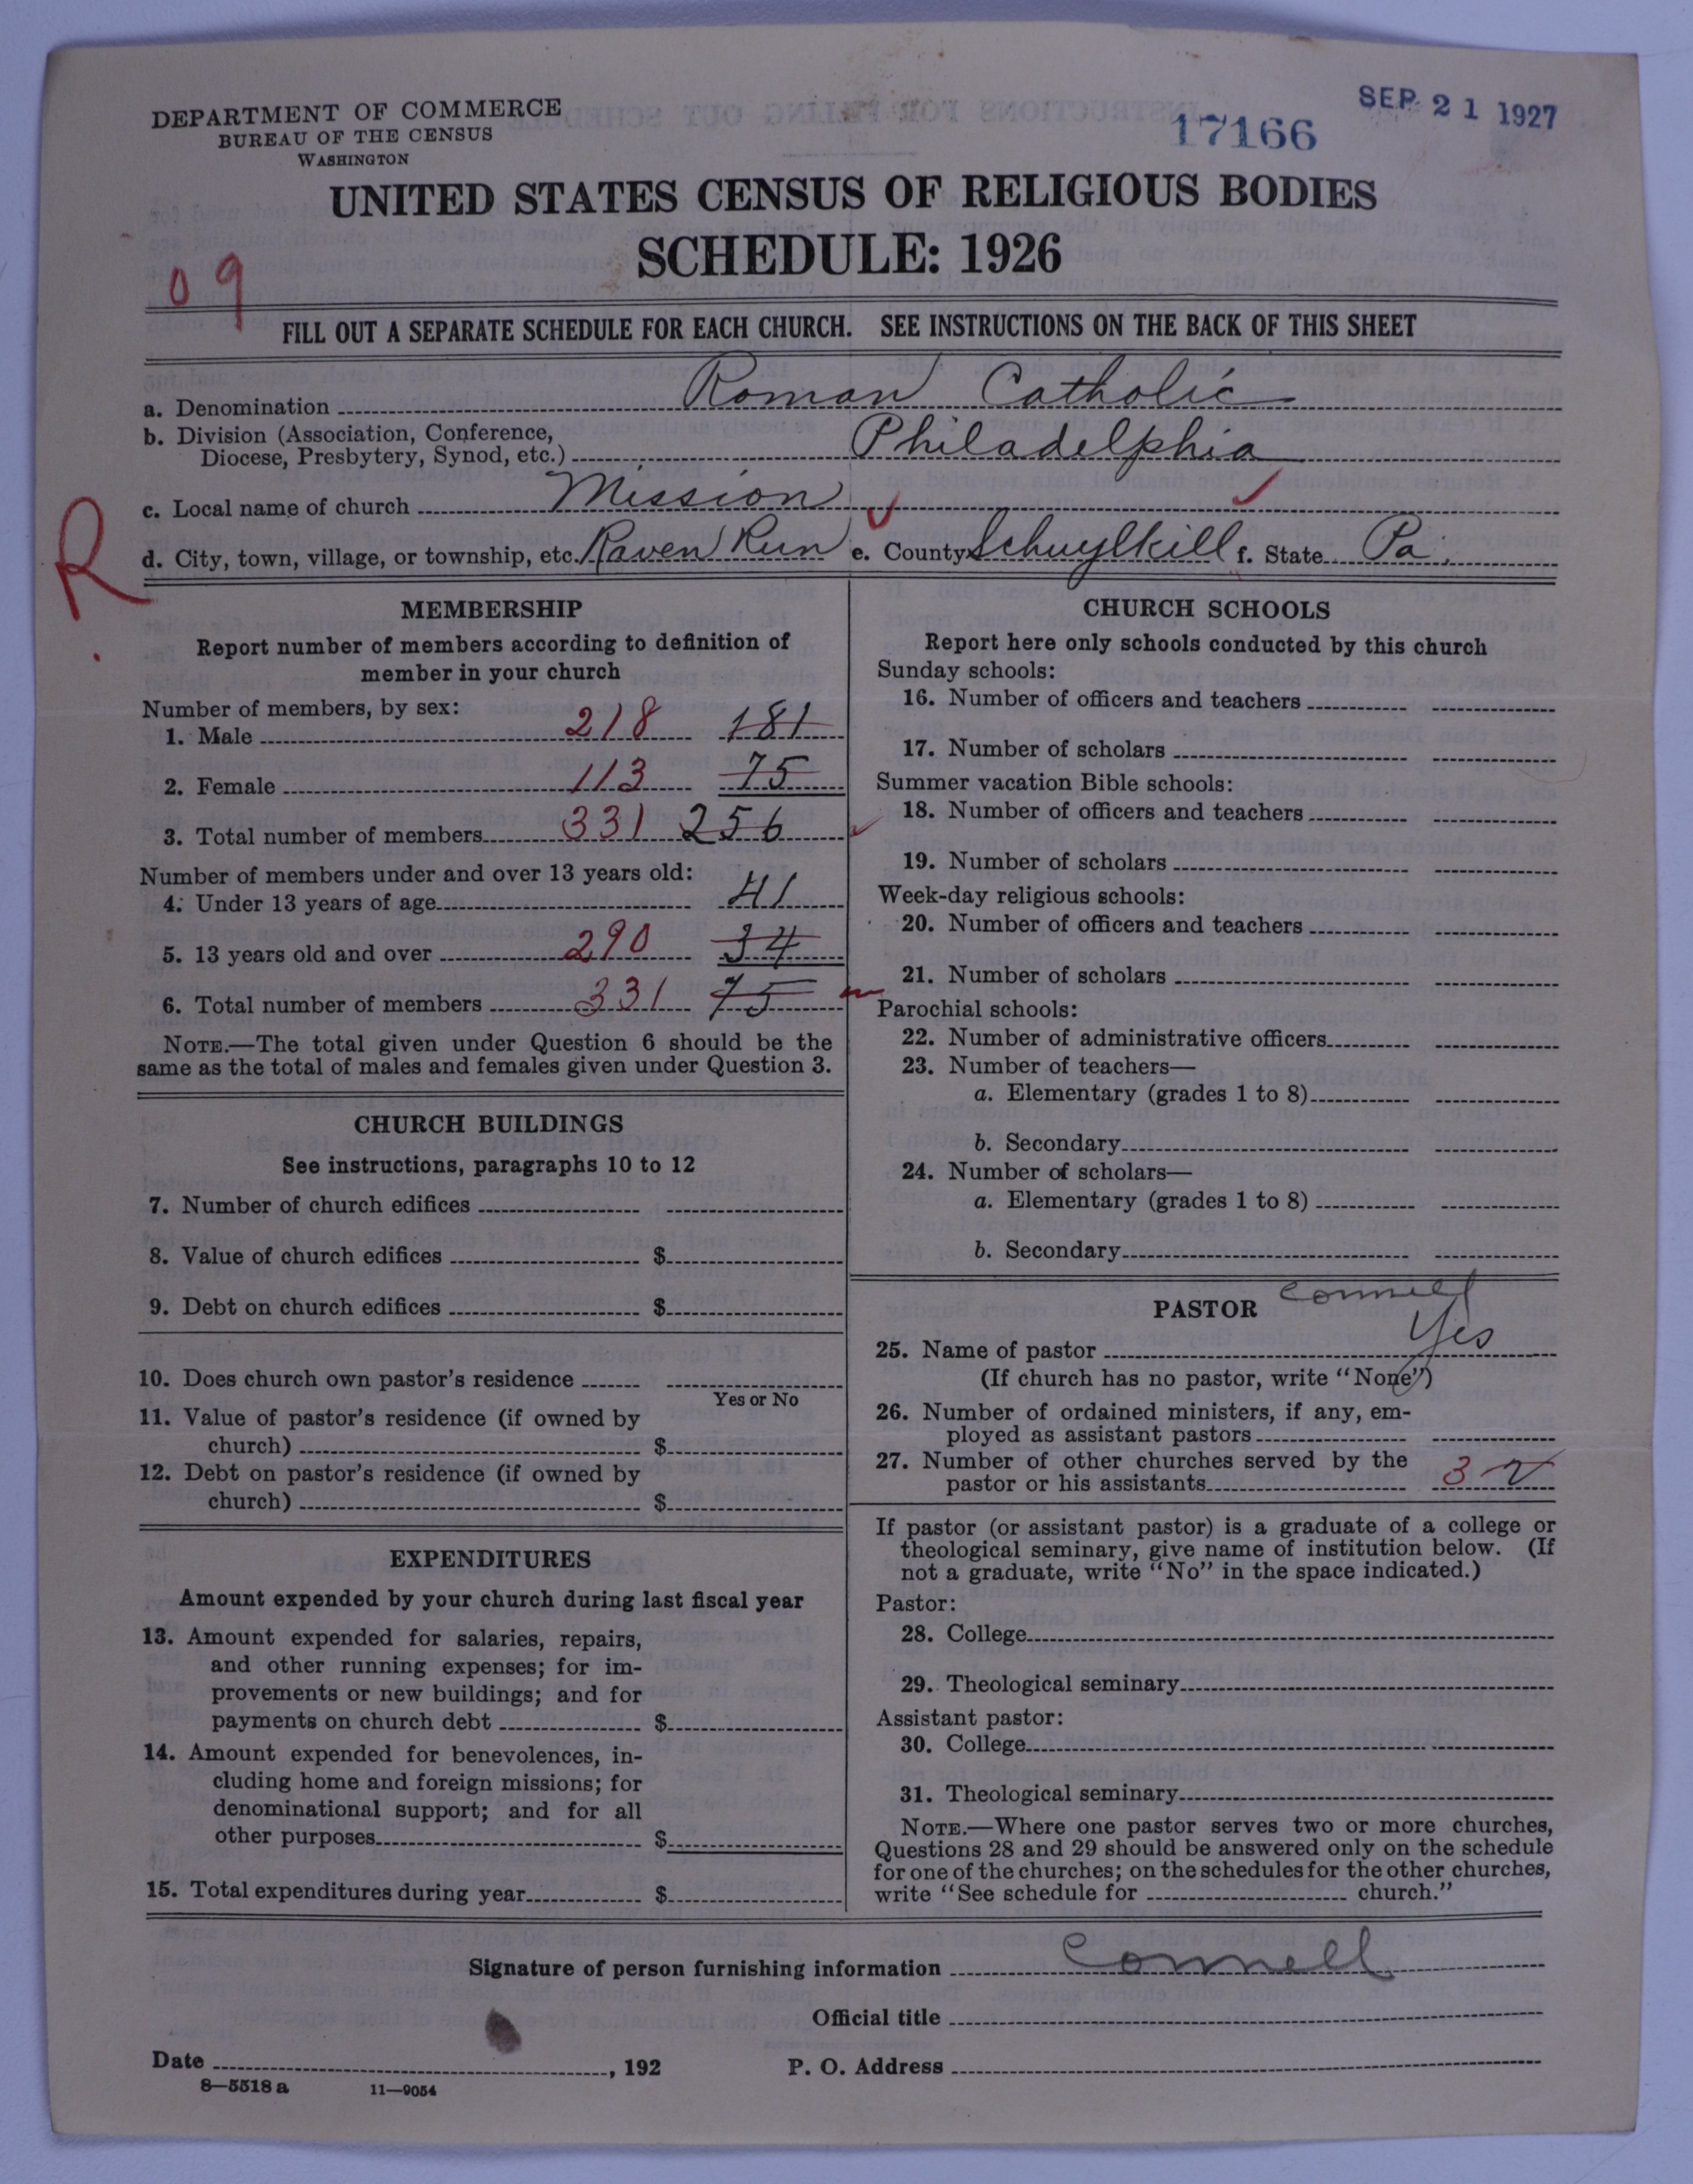 DEPARTMENT OF COMMERCE
BUREAU OF THE CENSUS
WASHINGTON
17166
SEP 21 1927
UNITED STATES CENSUS OF RELIGIOUS BODIES
SCHEDULE: 1926
09
FILL OUT A SEPARATE SCHEDULE FOR EACH CHURCH. SEE INSTRUCTIONS ON THE BACK OF THIS SHEET
a. Denomination Roman Catholic
b. Division (Association, Conference,
Diocese, Presbytery, Synod, etc.) Philadelphia
c. Local name of church Mission
R
d. City, town, village, or township, etc. Raven Run e. County Schuylkill f. State Pa.
MEMBERSHIP
Report number of members according to definition of
member in your church
Number of members, by sex:
1. Male 218 181
2. Female 113 75
3. Total number of members 331 256
Number of members under and over 13 years old:
4. Under 13 years of age 41
5. 13 years old and over 290 34
6. Total number of members 331 75
NOTE.—The total given under Question 6 should be the
same as the total of males and females given under Question 3.
CHURCH BUILDINGS
See instructions, paragraphs 10 to 12
7. Number of church edifices
8. Value of church edifices $
9. Debt on church edifices $
10. Does church own pastor's residence
Yes or No
11. Value of pastor's residence (if owned by
church) $
12. Debt on pastor's residence (if owned by
church) $
EXPENDITURES
Amount expended by your church during last fiscal year
13. Amount expended for salaries, repairs,
and other running expenses; for im-
provements or new buildings; and for
payments on church debt $
14. Amount expended for benevolences, in-
cluding home and foreign missions; for
denominational support; and for all
other purposes $
15. Total expenditures during year $
CHURCH SCHOOLS
Report here only schools conducted by this church
Sunday schools:
16. Number of officers and teachers
17. Number of scholars
Summer vacation Bible schools:
18. Number of officers and teachers
19. Number of scholars
Week-day religious schools:
20. Number of officers and teachers
21. Number of scholars
Parochial schools:
22. Number of administrative officers
23. Number of teachers—
a. Elementary (grades 1 to 8)
b. Secondary
24. Number of scholars—
a. Elementary (grades 1 to 8)
b. Secondary
PASTOR Connell
25. Name of pastor Yes
(If church has no pastor, write "None")
26. Number of ordained ministers, if any, em-
ployed as assistant pastors
27. Number of other churches served by the
pastor or his assistants 3 2
If pastor (or assistant pastor) is a graduate of a college or
theological seminary, give name of institution below. (If
not a graduate, write "No" in the space indicated.)
Pastor:
28. College
29. Theological seminary
Assistant pastor:
30. College
31. Theological seminary
NOTE.—Where one pastor serves two or more churches,
Questions 28 and 29 should be answered only on the schedule
for one of the churches; on the schedules for the other churches,
write "See schedule for church."
Signature of person furnishing information Connell
Official title
Date , 192 P. O. Address
8—5518 a 11—9054